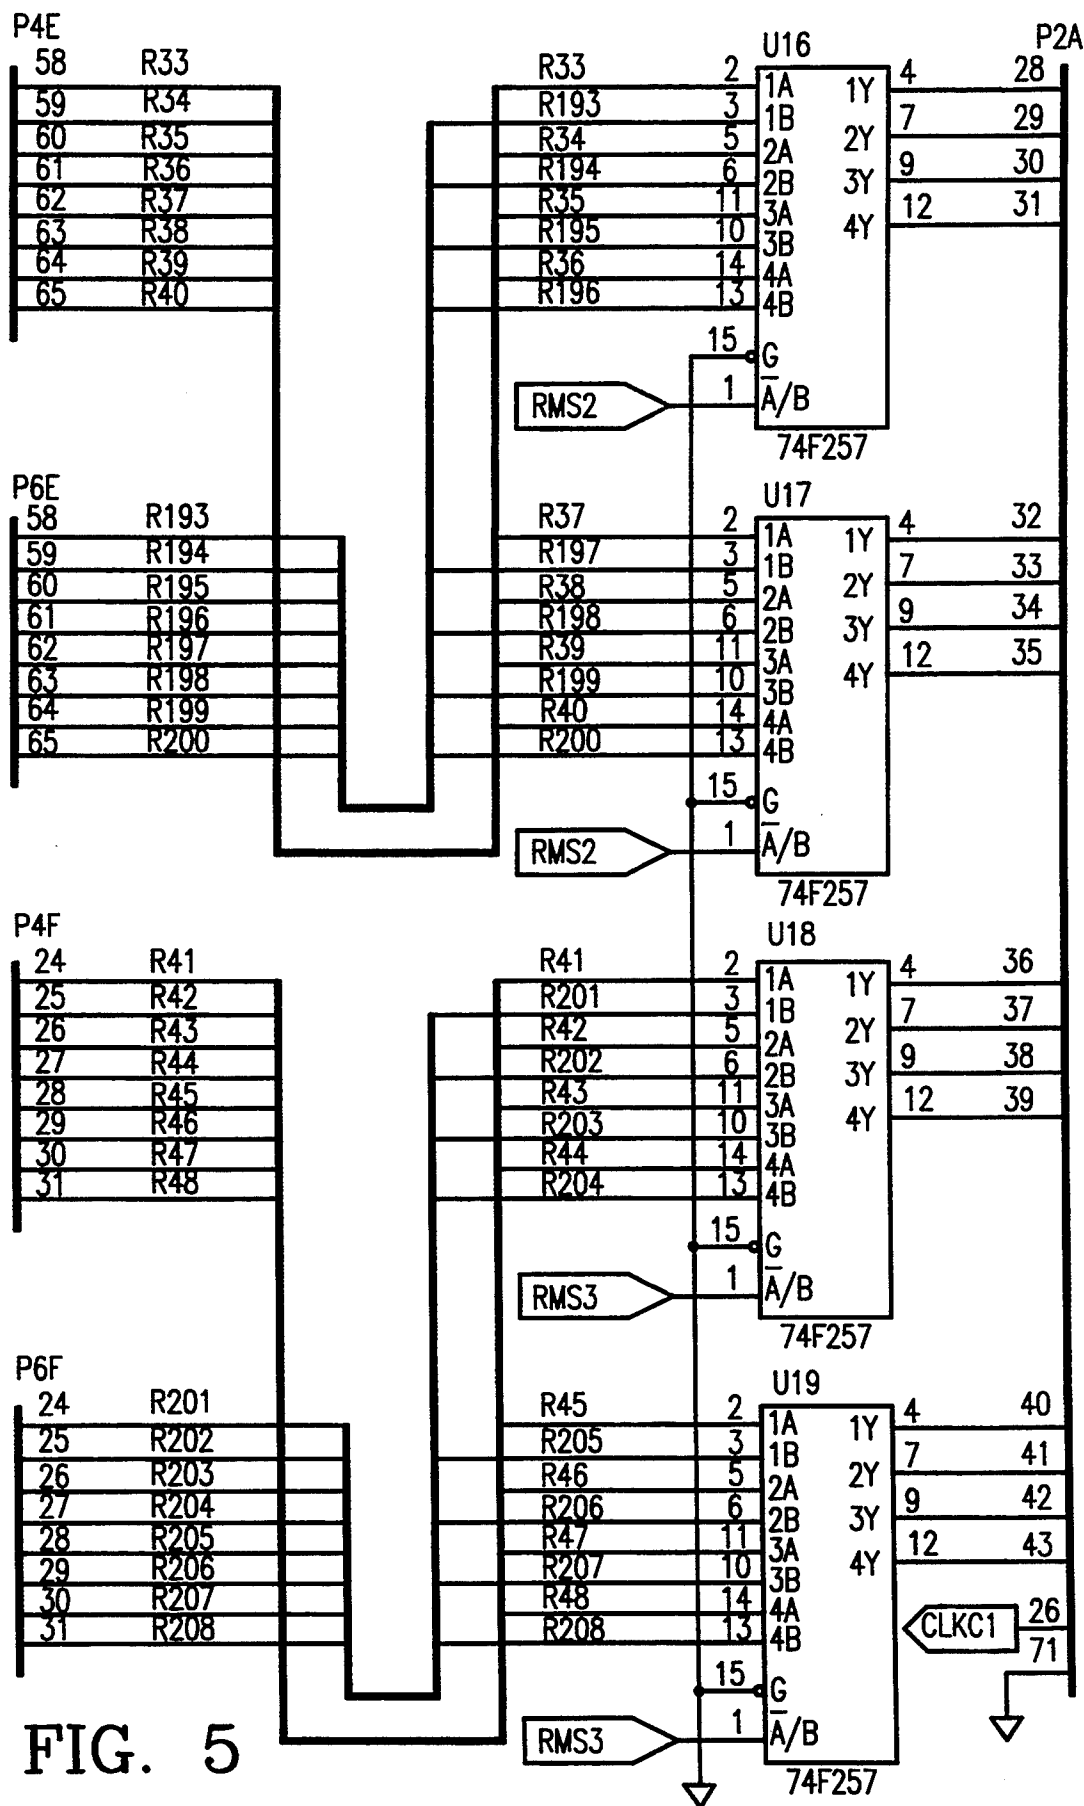 P4E U16 P2A
58 R33 R33 2 1A 1Y 4 28
59 R34 R193 3 1B
60 R35 R34 5 2A 2Y 7 29
61 R36 R194 6 2B
62 R37 R35 11 3A 3Y 9 30
63 R38 R195 10 3B
64 R39 R36 14 4A 4Y 12 31
65 R40 R196 13 4B
15 G
RMS2 1 A̅/B
74F257
P6E U17
58 R193 R37 2 1A 1Y 4 32
59 R194 R197 3 1B
60 R195 R38 5 2A 2Y 7 33
61 R196 R198 6 2B
62 R197 R39 11 3A 3Y 9 34
63 R198 R199 10 3B
64 R199 R40 14 4A 4Y 12 35
65 R200 R200 13 4B
15 G
RMS2 1 A̅/B
74F257
P4F U18
24 R41 R41 2 1A 1Y 4 36
25 R42 R201 3 1B
26 R43 R42 5 2A 2Y 7 37
27 R44 R202 6 2B
28 R45 R43 11 3A 3Y 9 38
29 R46 R203 10 3B
30 R47 R44 14 4A 4Y 12 39
31 R48 R204 13 4B
15 G
RMS3 1 A̅/B
74F257
P6F U19
24 R201 R45 2 1A 1Y 4 40
25 R202 R205 3 1B
26 R203 R46 5 2A 2Y 7 41
27 R204 R206 6 2B
28 R205 R47 11 3A 3Y 9 42
29 R206 R207 10 3B
30 R207 R48 14 4A 4Y 12 43
31 R208 R208 13 4B
CLKC1 26
71
15 G
RMS3 1 A̅/B
74F257
FIG. 5